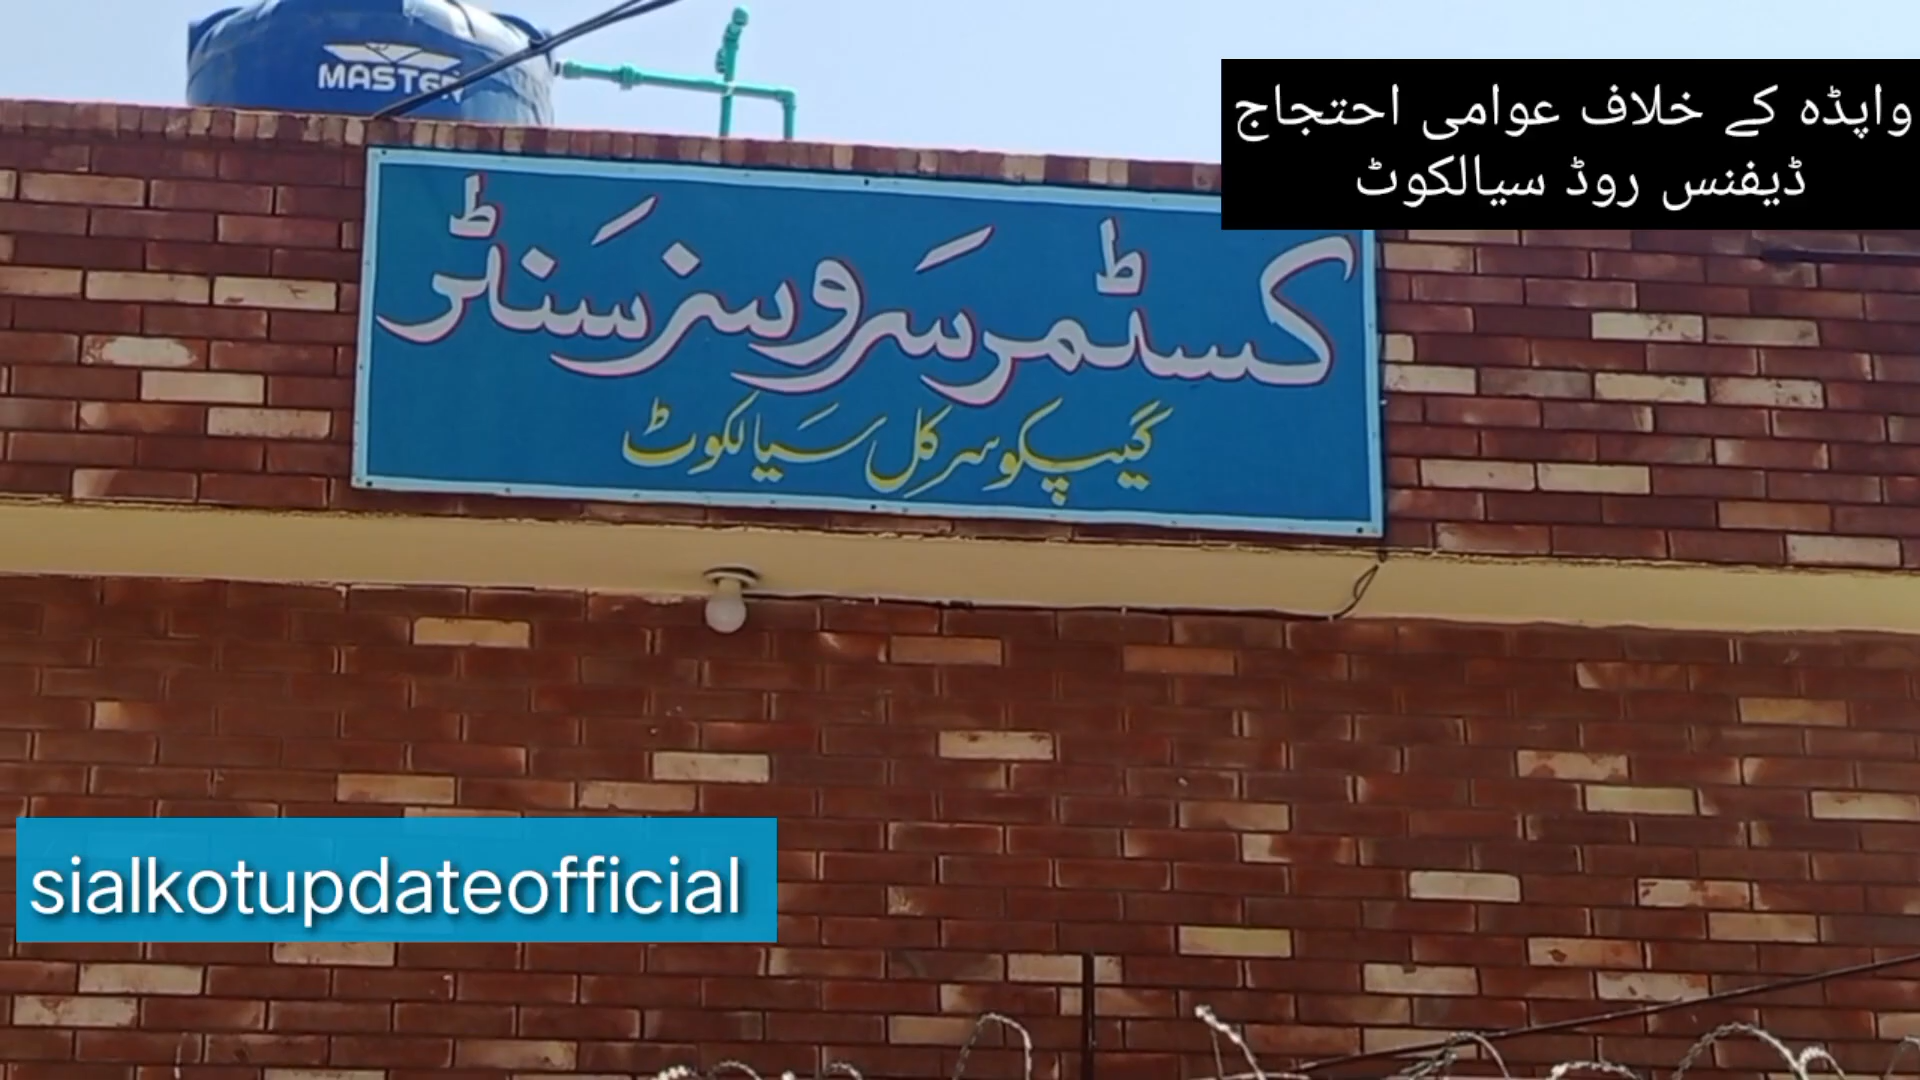 MASTER
واپڈہ کے خلاف عوامی احتجاج
ڈیفنس روڈ سیالکوٹ
کسٹمر سروسز سنٹر
گیپکو سرکل سیالکوٹ
sialkotupdateofficial